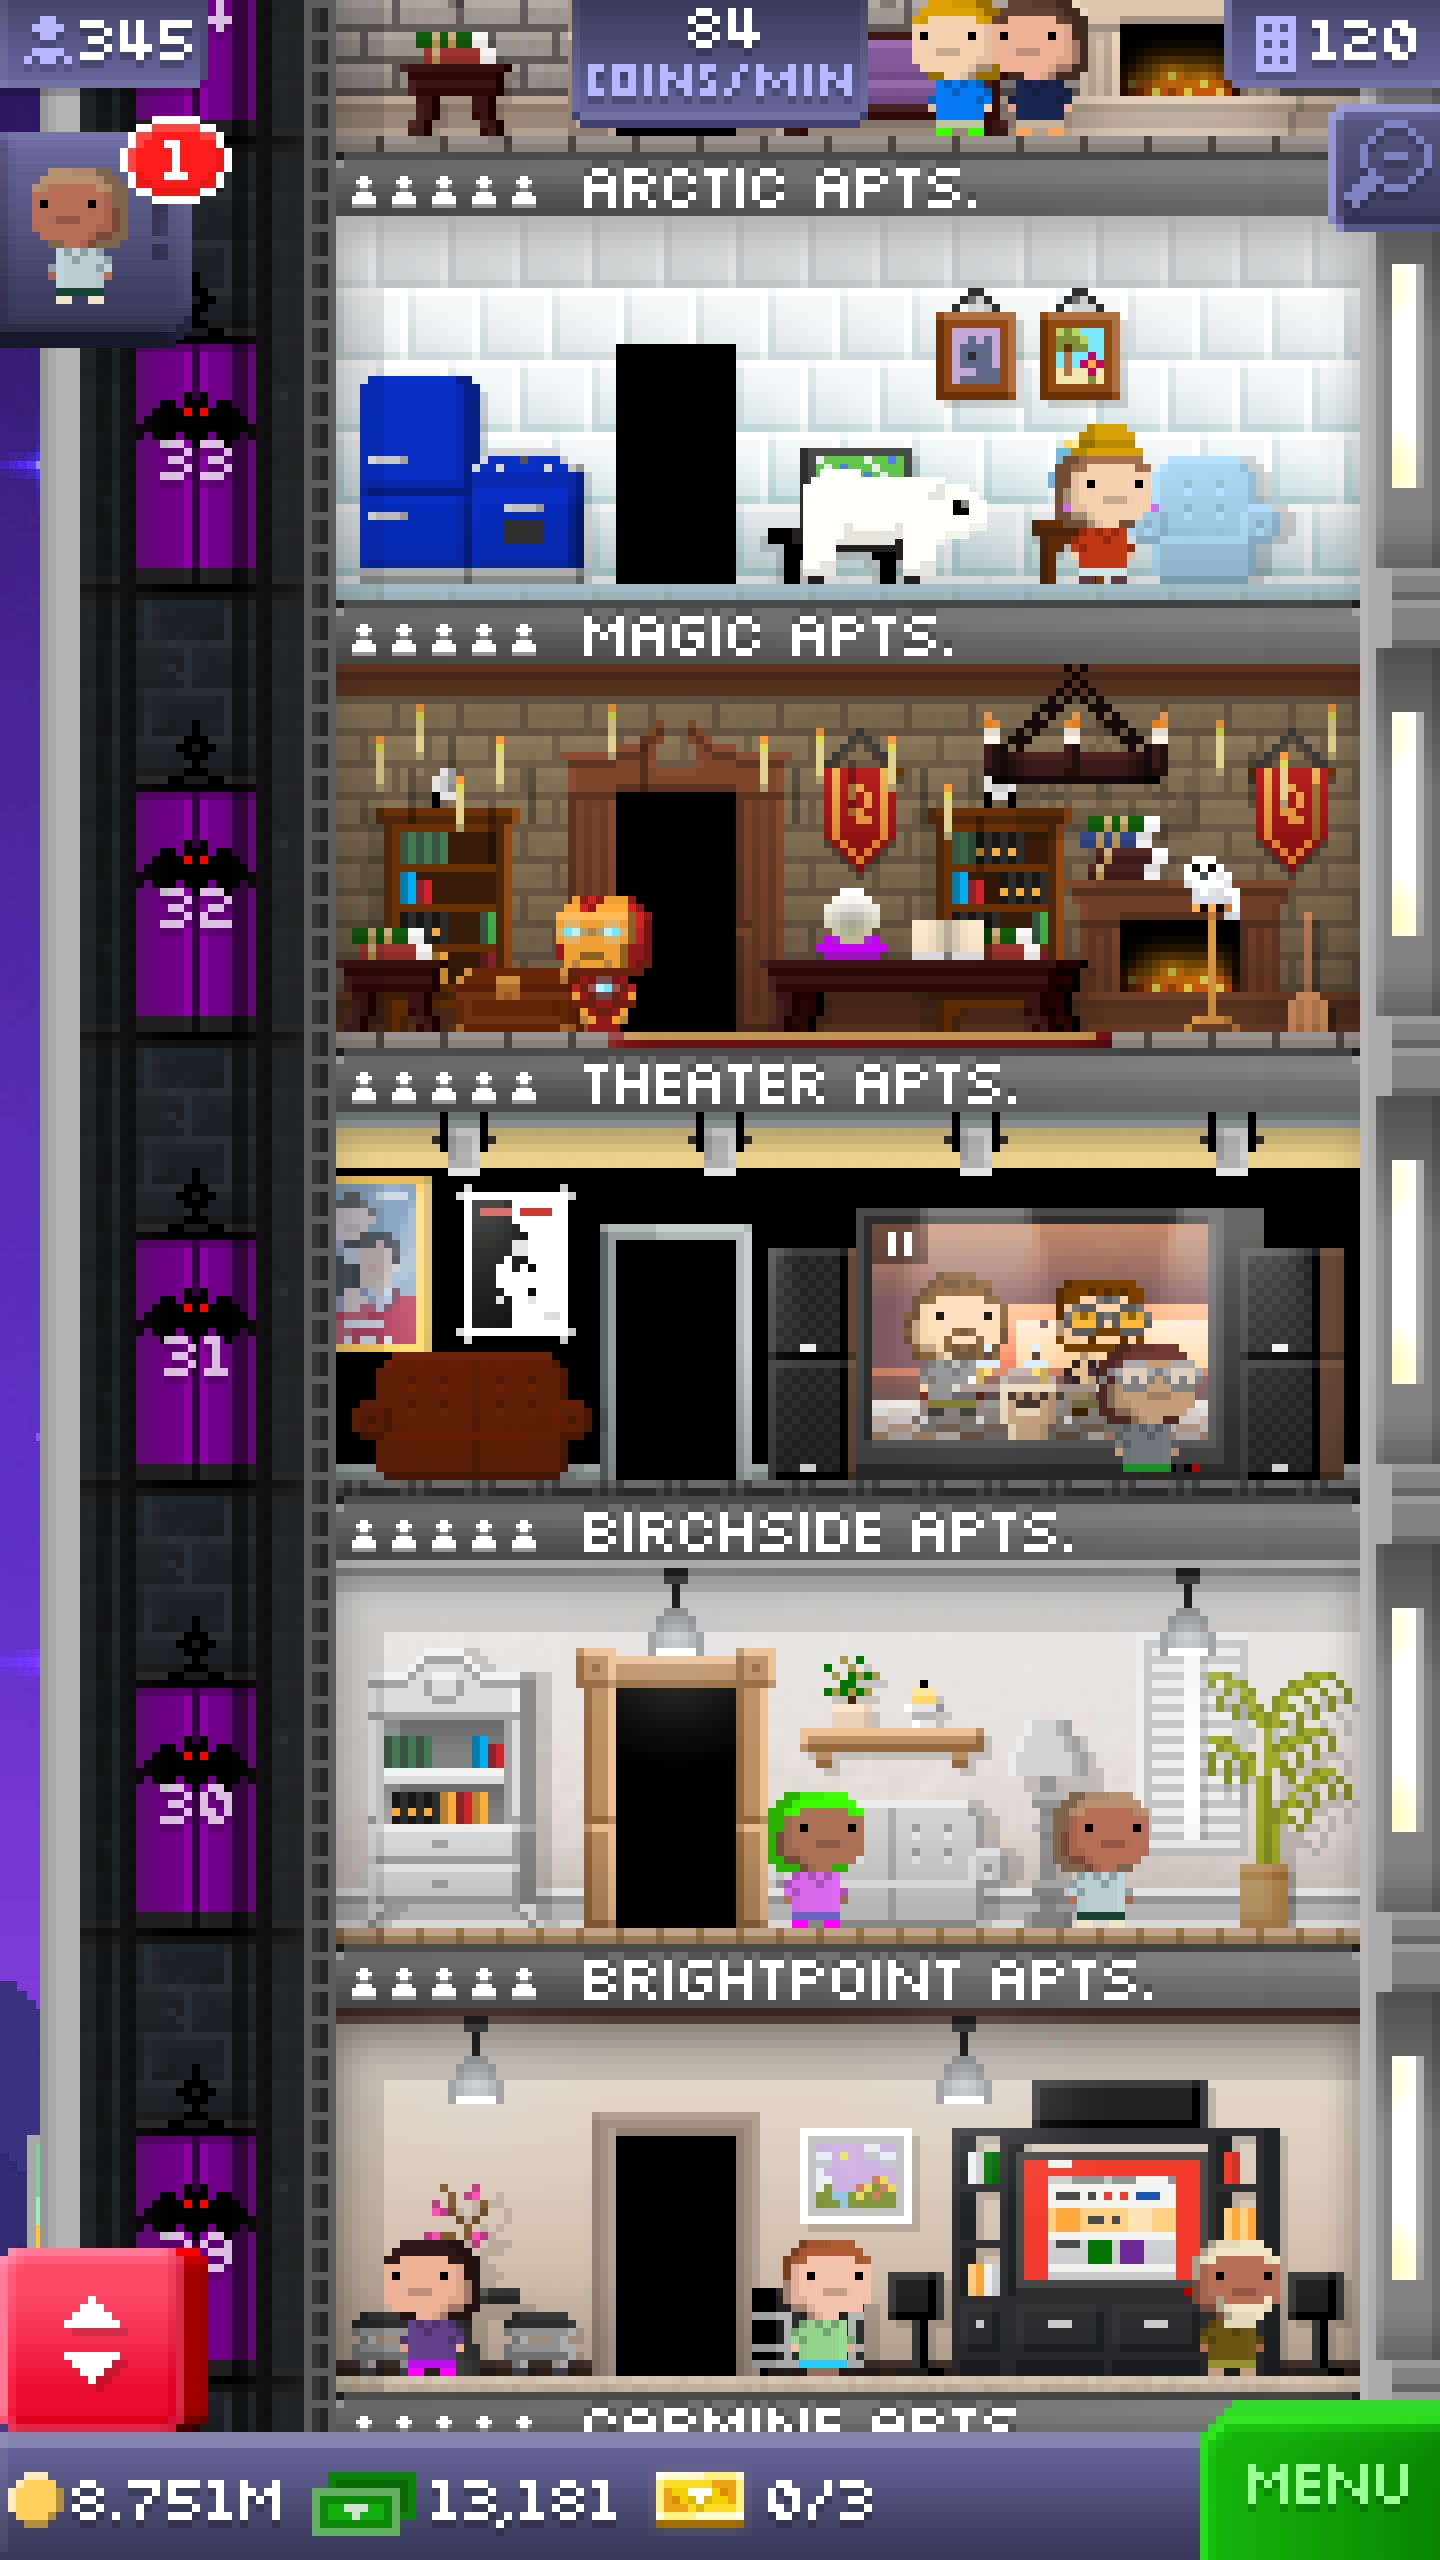 345
84
COINS/MIN
120
1
ARCTIC APTS.
33
MAGIC APTS.
32
THEATER APTS.
31
BIRCHSIDE APTS.
30
BRIGHTPOINT APTS.
29
CARMINE APTS.
8.751M
13,181
0/3
MENU